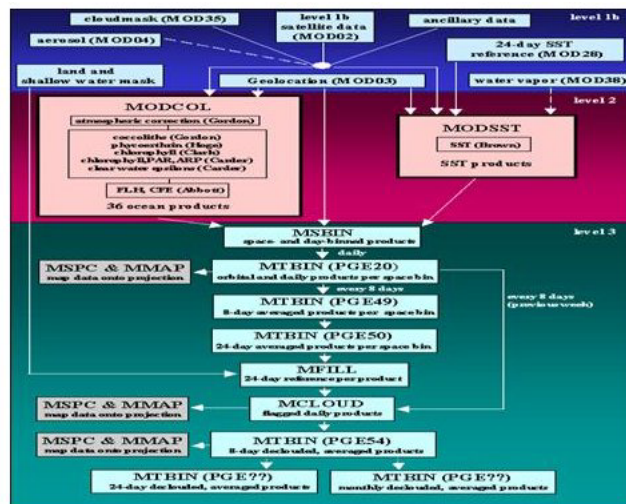 cloudmask (MOD35)
level 1b
satellite data
(MOD02)
ancillary data
level 1b
aerosol (MOD04)
24-day SST
reference (MOD28)
land and
shallow water mask
Geolocation (MOD03)
water vapor (MOD38)
level 2
MODCOL
atmospheric correction (Gordon)
coccoliths (Gordon)
phycoerythrin (Hoge)
chlorophyll (Clark)
chlorophyll,PAR, ARP (Carder)
clear water epsilons (Carder)
FLH, CFE (Abbott)
36 ocean products
MODSST
SST (Brown)
SST products
level 3
MSBIN
space- and day-binned products
daily
MSPC & MMAP
map data onto projection
MTBIN (PGE20)
orbital and daily products per space bin
every 8 days
every 8 days
(previous week)
MTBIN (PGE49)
8-day averaged products per space bin
MTBIN (PGE50)
24-day averaged products per space bin
MFILL
24-day reference per product
MSPC & MMAP
map data onto projection
MCLOUD
flagged daily products
MSPC & MMAP
map data onto projection
MTBIN (PGE54)
8-day declouded, averaged products
MTBIN (PGE??)
24-day declouded, averaged products
MTBIN (PGE??)
monthly declouded, averaged products